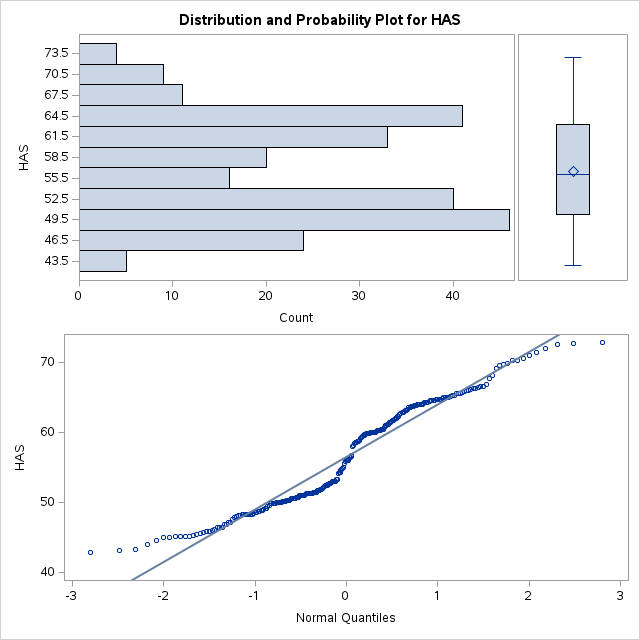 Distribution and Probability Plot for HAS
HAS
73.5
70.5
67.5
64.5
61.5
58.5
55.5
52.5
49.5
46.5
43.5
0 10 20 30 40
Count
HAS
70
60
50
40
-3 -2 -1 0 1 2 3
Normal Quantiles